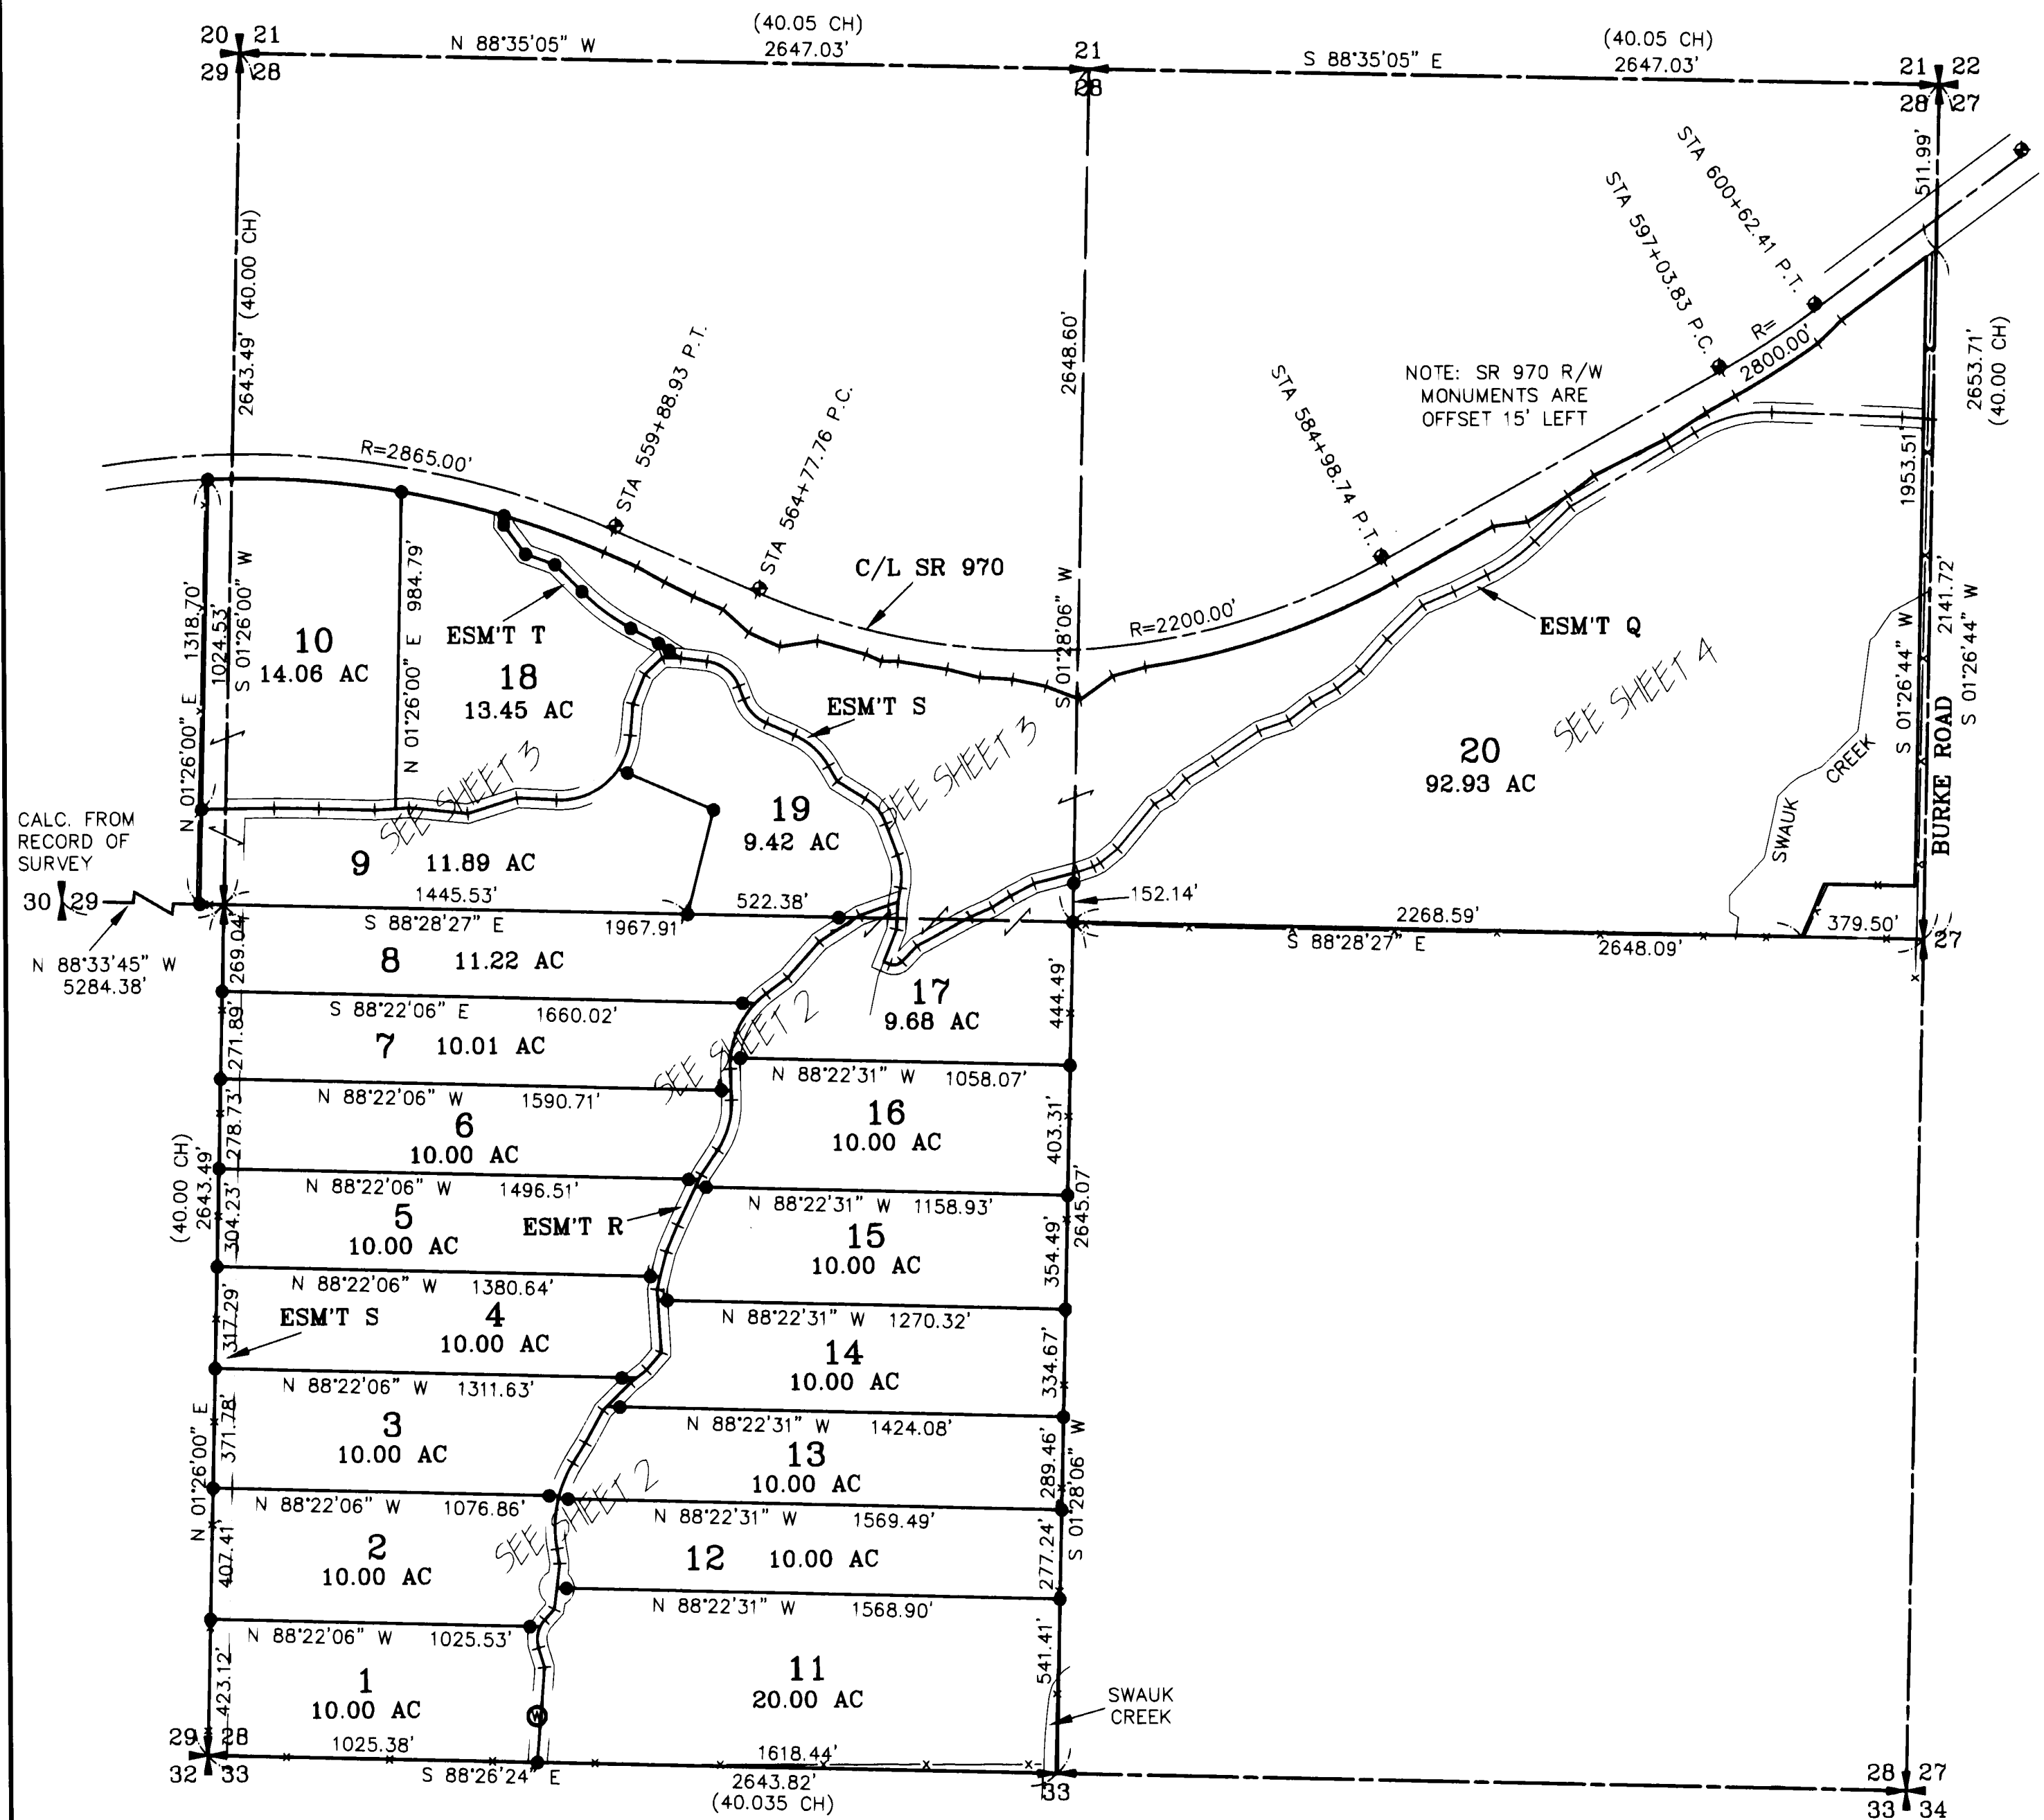 (40.05 CH)
20 21
N 88°35'05" W
2647.03'
21
S 88°35'05" E
(40.05 CH)
2647.03'
21 22
29 28
28
28 27
511.99'
STA 600+62.41 P.T.
STA 597+03.83 P.C.
2643.49' (40.00 CH)
2648.60'
R=
2800.00'
2653.71'
(40.00 CH)
STA 559+88.93 P.T.
STA 564+77.76 P.C.
STA 584+98.74 P.T.
NOTE: SR 970 R/W
MONUMENTS ARE
OFFSET 15' LEFT
R=2865.00'
1953.51'
C/L SR 970
S 01°28'06" W
R=2200.00'
ESM'T Q
N 01°26'00" E 1318.70'
1024.53'
S 01°26'00" W
10
14.06 AC
N 01°26'00" E 984.79'
ESM'T T
18
13.45 AC
ESM'T S
SEE SHEET 3
SEE SHEET 3
SEE SHEET 4
20
92.93 AC
SWAUK CREEK
S 01°26'44" W
BURKE ROAD
2141.72'
S 01°26'44" W
CALC. FROM
RECORD OF
SURVEY
30 29
N 88°33'45" W
5284.38'
9 11.89 AC
1445.53'
19
9.42 AC
522.38'
S 88°28'27" E 1967.91'
152.14'
2268.59'
S 88°28'27" E 2648.09'
379.50'
27
269.04'
8 11.22 AC
S 88°22'06" E 1660.02'
17
9.68 AC
444.49'
271.89'
7 10.01 AC
SEE SHEET 2
N 88°22'31" W 1058.07'
N 88°22'06" W 1590.71'
278.73'
6
10.00 AC
16
10.00 AC
403.31'
(40.00 CH)
2643.49'
N 88°22'06" W 1496.51'
N 88°22'31" W 1158.93'
2645.07'
304.23'
5
10.00 AC
ESM'T R
15
10.00 AC
354.49'
N 88°22'06" W 1380.64'
317.29'
ESM'T S
4
10.00 AC
N 88°22'31" W 1270.32'
14
10.00 AC
334.67'
N 88°22'06" W 1311.63'
N 01°26'00" E
371.78'
3
10.00 AC
N 88°22'31" W 1424.08'
13
10.00 AC
289.46'
S 01°28'06" W
N 88°22'06" W 1076.86'
SEE SHEET 2
N 88°22'31" W 1569.49'
407.41'
2
10.00 AC
12 10.00 AC
277.24'
N 88°22'31" W 1568.90'
N 88°22'06" W 1025.53'
423.12'
1
10.00 AC
W
11
20.00 AC
541.41'
SWAUK
CREEK
29 28
32 33
1025.38'
S 88°26'24" E
1618.44'
2643.82'
(40.035 CH)
33
28 27
33 34